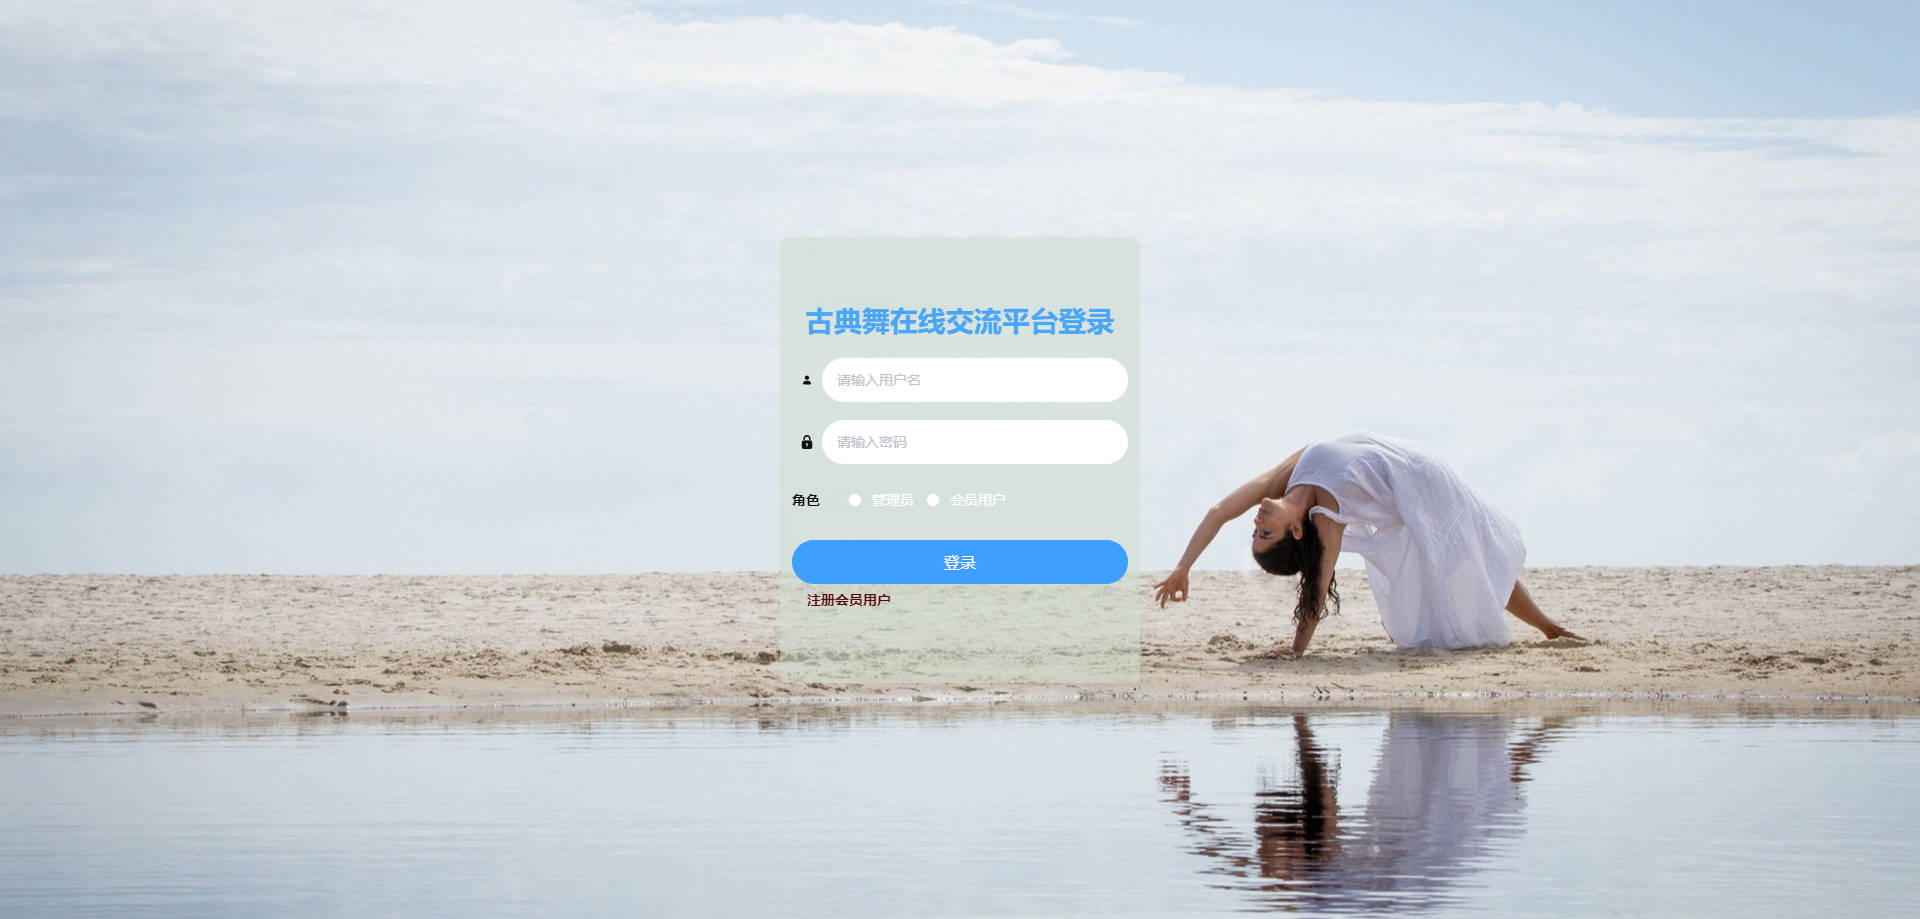 古典舞在线交流平台登录
请输入用户名
请输入密码
角色 管理员 会员用户
登录
注册会员用户